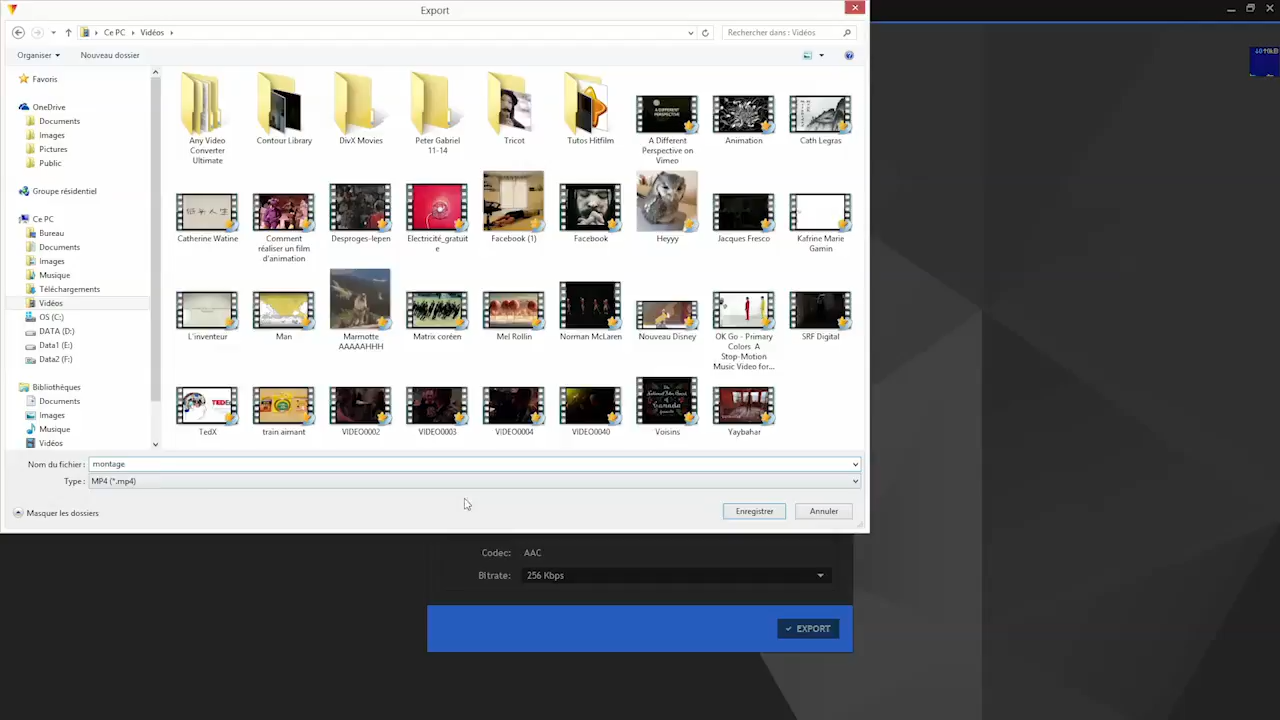 Export
Ce PC
Vidéos
Rechercher dans : Vidéos
Organiser
Nouveau dossier
Favoris
OneDrive
Documents
Images
Pictures
Public
Groupe résidentiel
Ce PC
Bureau
Documents
Images
Musique
Téléchargements
Vidéos
OS (C:)
DATA (D:)
Data1 (E:)
Data2 (F:)
Bibliothèques
Documents
Images
Musique
Vidéos
Any Video
Converter
Ultimate
Contour Library
DivX Movies
Peter Gabriel
11-14
Tricot
Tutos Hitfilm
A Different
Perspective on
Vimeo
Animation
Cath Legras
Catherine Watine
Comment
réaliser un film
d'animation
Desproges-lepen
Electricité_gratuit
e
Facebook (1)
Facebook
Heyyy
Jacques Fresco
Kafrine Marie
Gamin
L'inventeur
Man
Marmotte
AAAAAHHH
Matrix coréen
Mel Rollin
Norman McLaren
Nouveau Disney
OK Go - Primary
Colors A
Stop-Motion
Music Video for...
SRF Digital
TedX
train aimant
VIDEO0002
VIDEO0003
VIDEO0004
VIDEO0040
Voisins
Yaybahar
Nom du fichier :
montage
Type :
MP4 (*.mp4)
Masquer les dossiers
Enregistrer
Annuler
Codec:
AAC
Bitrate:
256 Kbps
EXPORT